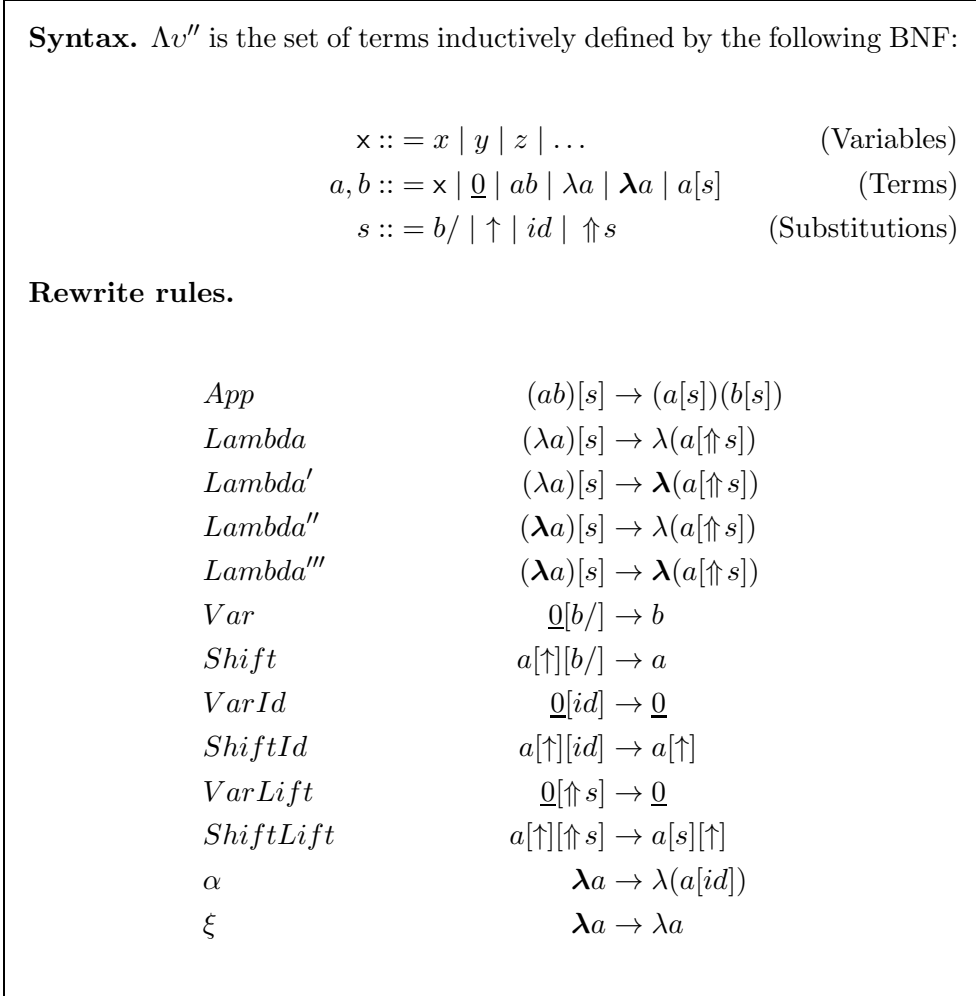 Syntax. Λυ″ is the set of terms inductively defined by the following BNF:
x :: = x | y | z | … (Variables)
a, b :: = x | 0̲ | ab | λa | 𝝀a | a[s] (Terms)
s :: = b/ | ↑ | id | ⇑s (Substitutions)
Rewrite rules.
App (ab)[s] → (a[s])(b[s])
Lambda (λa)[s] → λ(a[⇑s])
Lambda′ (λa)[s] → 𝝀(a[⇑s])
Lambda″ (𝝀a)[s] → λ(a[⇑s])
Lambda‴ (𝝀a)[s] → 𝝀(a[⇑s])
Var 0̲[b/] → b
Shift a[↑][b/] → a
VarId 0̲[id] → 0̲
ShiftId a[↑][id] → a[↑]
VarLift 0̲[⇑s] → 0̲
ShiftLift a[↑][⇑s] → a[s][↑]
α 𝝀a → λ(a[id])
ξ 𝝀a → λa